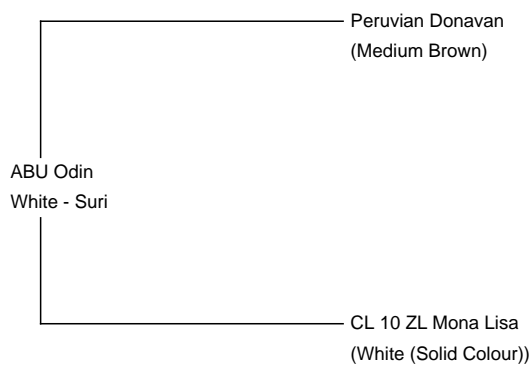 Peruvian Donavan
(Medium Brown)
ABU Odin
White - Suri
CL 10 ZL Mona Lisa
(White (Solid Colour))